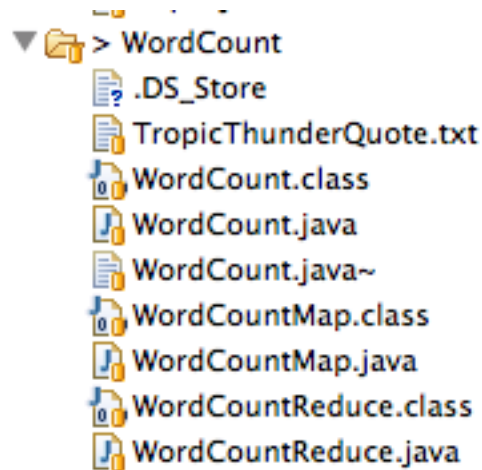 > WordCount
.DS_Store
TropicThunderQuote.txt
WordCount.class
WordCount.java
WordCount.java~
WordCountMap.class
WordCountMap.java
WordCountReduce.class
WordCountReduce.java